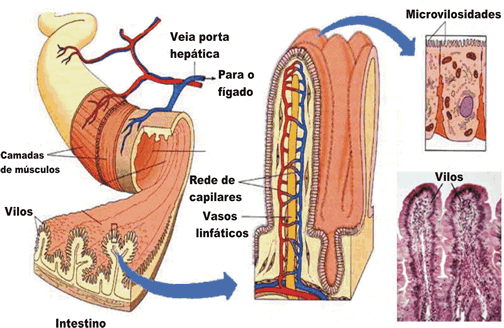 Veia porta
hepática
Para o
fígado
Camadas
de músculos
Vilos
Intestino
Rede de
capilares
Vasos
linfáticos
Microvilosidades
Vilos